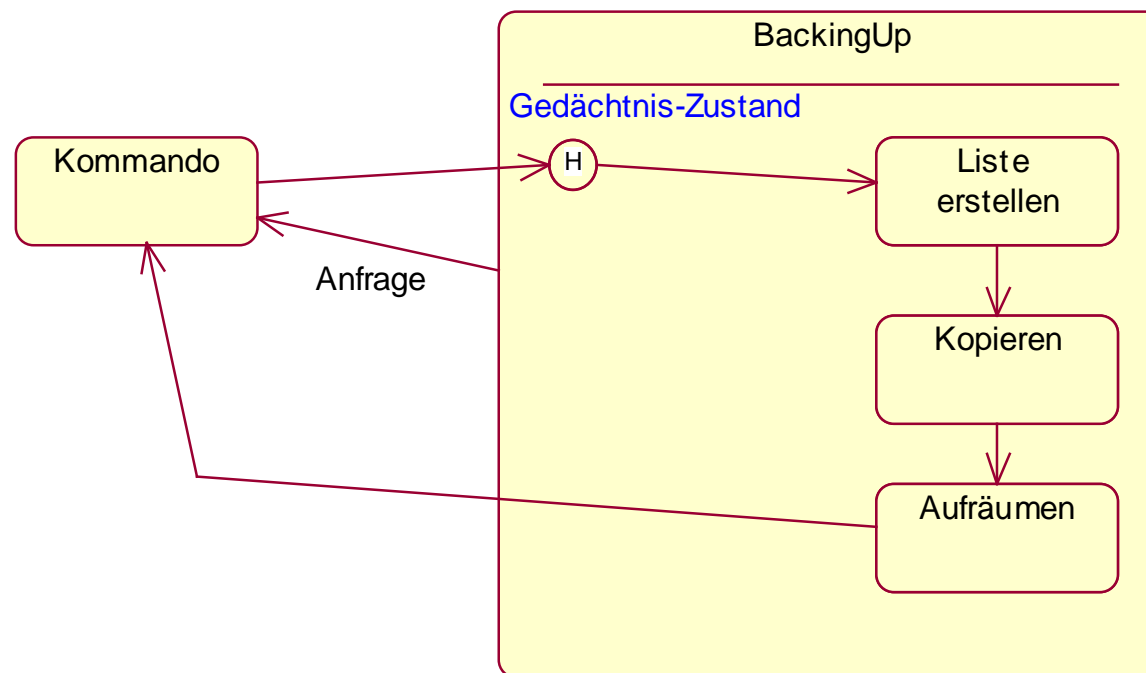 BackingUp
Gedächtnis-Zustand
Kommando
H
Liste
erstellen
Anfrage
Kopieren
Aufräumen